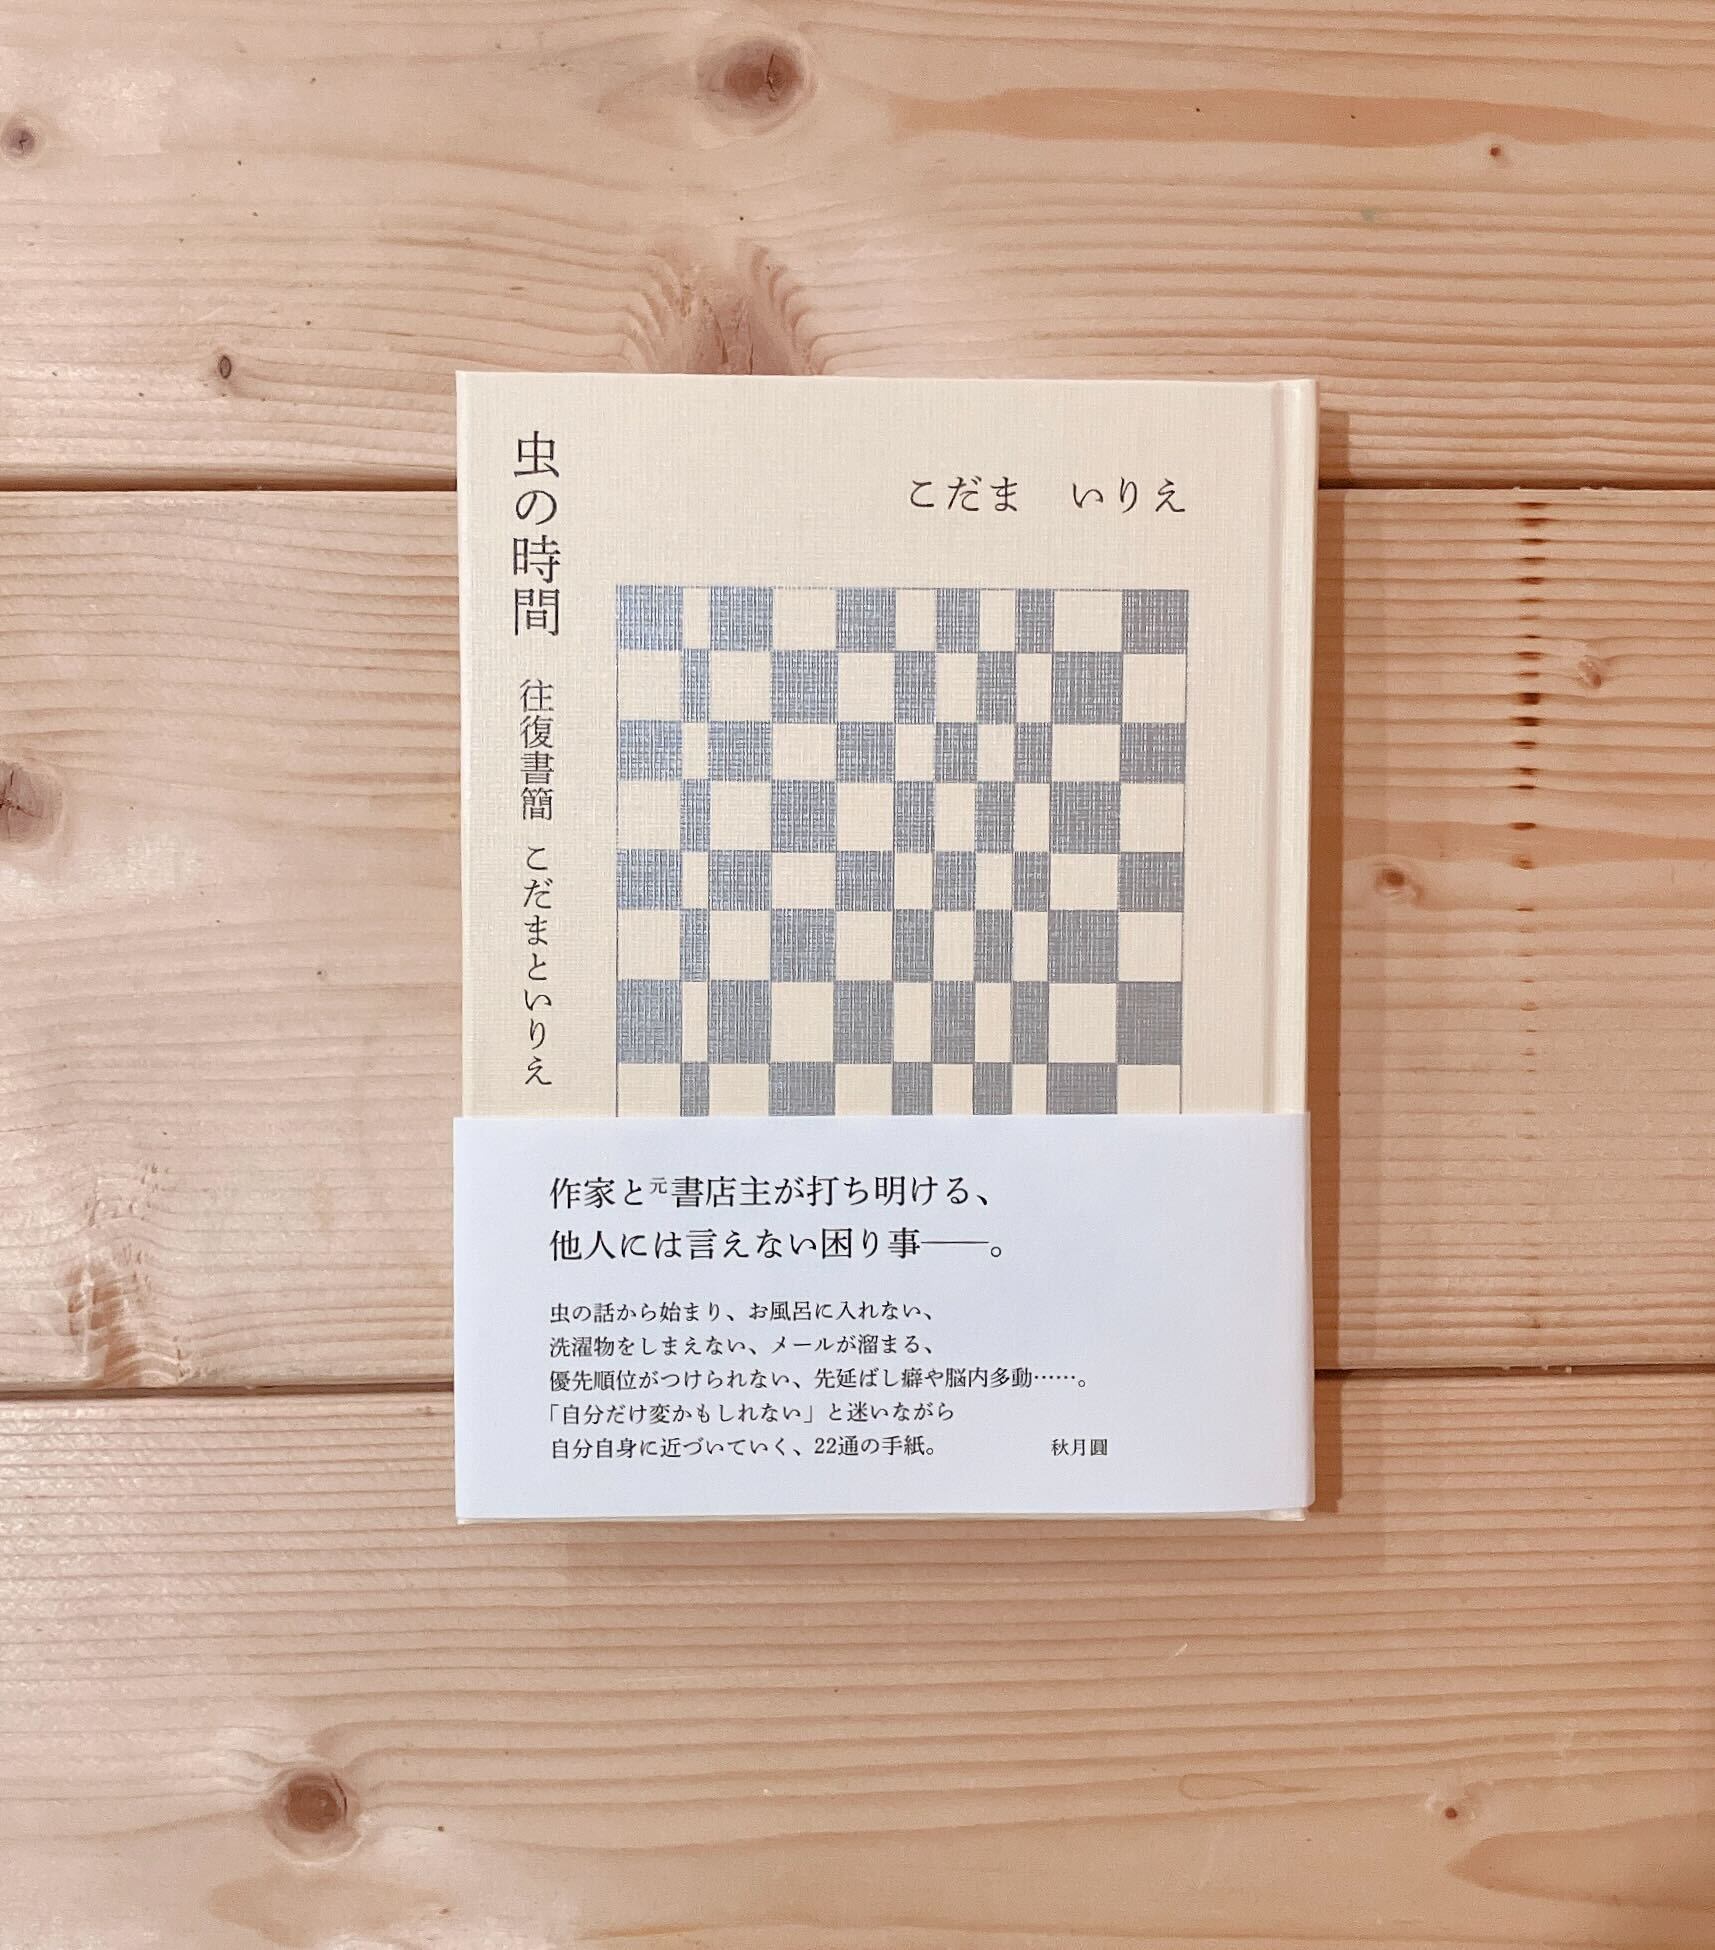 こだま　いりえ
虫の時間　往復書簡 こだまといりえ
作家と元書店主が打ち明ける、
他人には言えない困り事――。
虫の話から始まり、お風呂に入れない、
洗濯物をしまえない、メールが溜まる、
優先順位がつけられない、先延ばし癖や脳内多動……。
「自分だけ変かもしれない」と迷いながら
自分自身に近づいていく、22通の手紙。　秋月圓